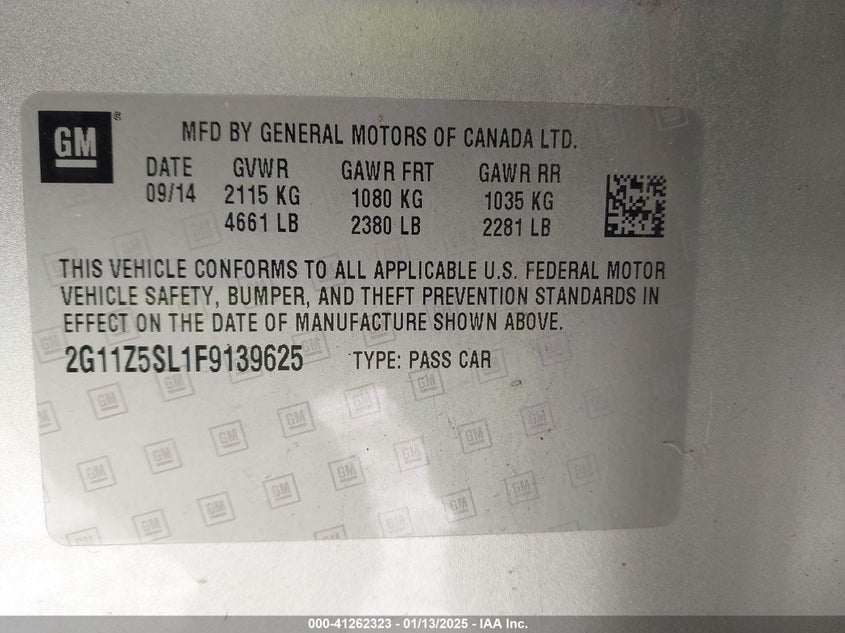 GM ®
MFD BY GENERAL MOTORS OF CANADA LTD.
DATE GVWR GAWR FRT GAWR RR
09/14 2115 KG 1080 KG 1035 KG
4661 LB 2380 LB 2281 LB
THIS VEHICLE CONFORMS TO ALL APPLICABLE U.S. FEDERAL MOTOR
VEHICLE SAFETY, BUMPER, AND THEFT PREVENTION STANDARDS IN
EFFECT ON THE DATE OF MANUFACTURE SHOWN ABOVE.
2G11Z5SL1F9139625 TYPE: PASS CAR
000-41262323 - 01/13/2025 - IAA Inc.